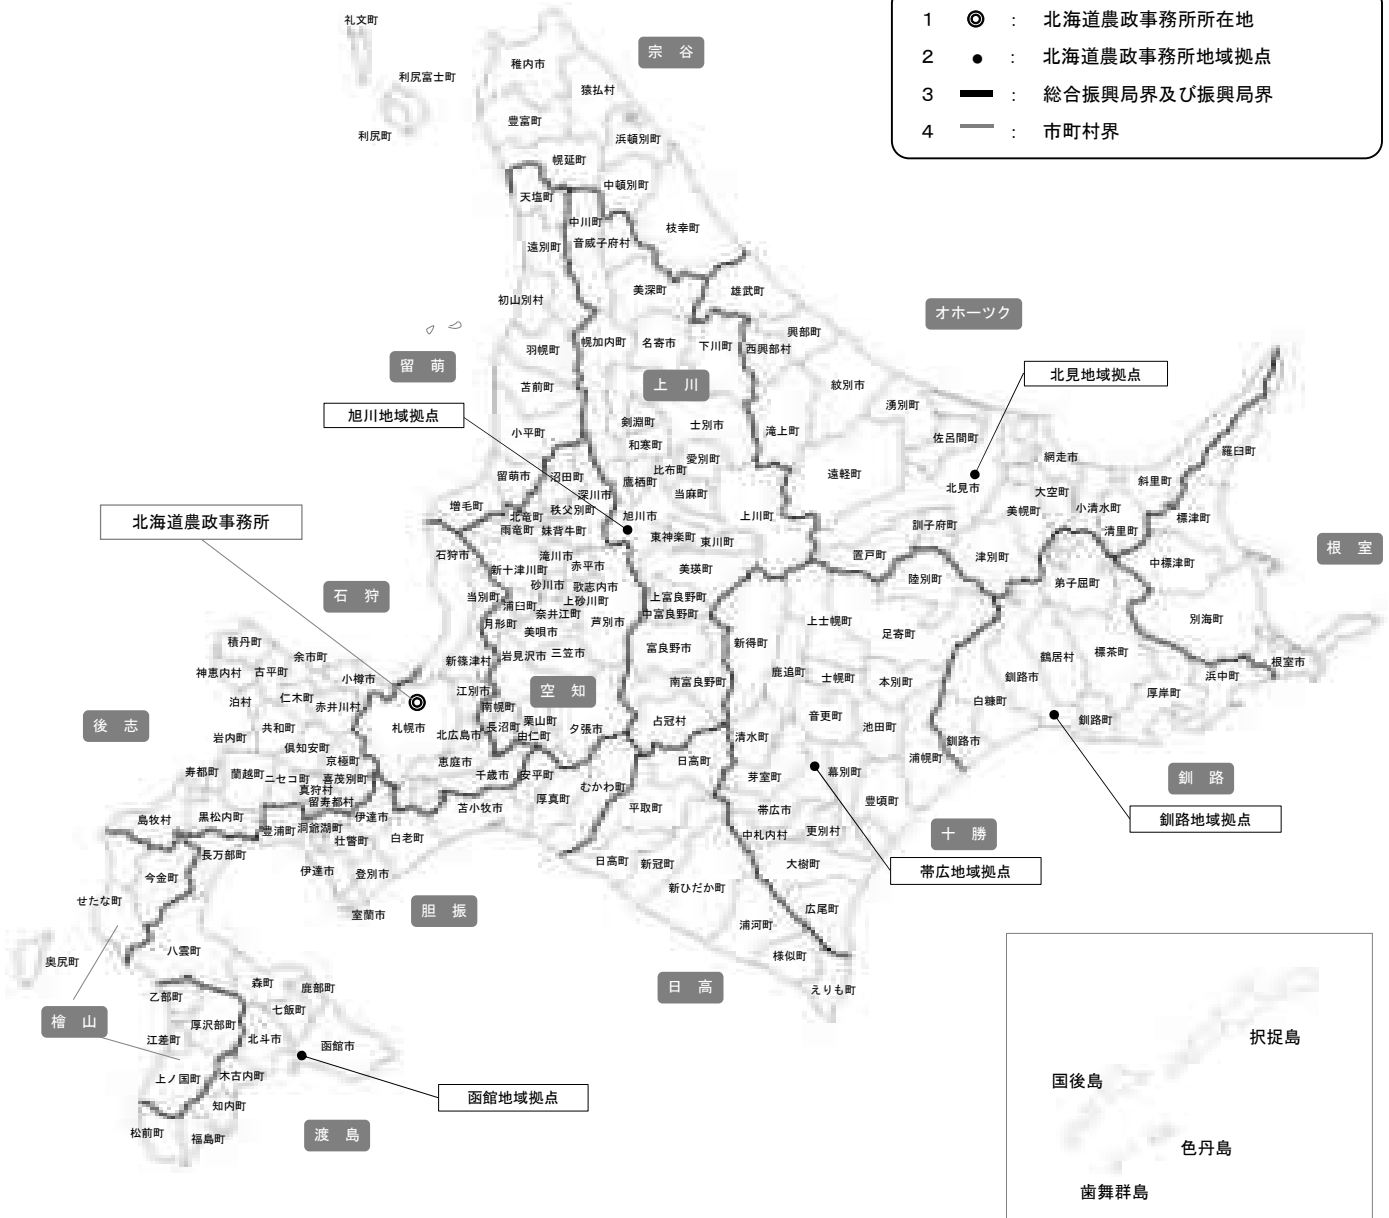 1 ◎ : 北海道農政事務所所在地
2 ● : 北海道農政事務所地域拠点
3 ━ : 総合振興局界及び振興局界
4 ─ : 市町村界
礼文町
利尻富士町
利尻町
宗 谷
稚内市
猿払村
豊富町
浜頓別町
幌延町
中頓別町
天塩町
中川町
枝幸町
遠別町
音威子府村
美深町
雄武町
初山別村
オホーツク
興部町
羽幌町
幌加内町
名寄市
下川町
西興部村
留 萌
上 川
北見地域拠点
苫前町
紋別市
湧別町
旭川地域拠点
剣淵町
士別市
滝上町
小平町
和寒町
佐呂間町
羅臼町
愛別町
網走市
比布町
遠軽町
留萌市
沼田町
鷹栖町
北見市
大空町
斜里町
深川市
当麻町
増毛町
秩父別町
美幌町
小清水町
北海道農政事務所
北竜町
旭川市
上川町
標津町
雨竜町
妹背牛町
訓子府町
清里町
東神楽町
東川町
石狩市
滝川市
置戸町
津別町
根 室
新十津川町
赤平市
美瑛町
中標津町
砂川市
歌志内市
陸別町
弟子屈町
石 狩
当別町
浦臼町
上砂川町
上富良野町
奈井江町
中富良野町
月形町
芦別市
上士幌町
別海町
美唄市
足寄町
積丹町
新得町
余市町
新篠津村
岩見沢市
三笠市
富良野市
鶴居村
標茶町
神恵内村
古平町
小樽市
鹿追町
士幌町
釧路市
根室市
江別市
空 知
南富良野町
本別町
浜中町
泊村
仁木町
赤井川村
南幌町
白糠町
厚岸町
後 志
共和町
札幌市
北広島市
長沼町
栗山町
由仁町
夕張市
占冠村
音更町
池田町
釧路町
岩内町
倶知安町
清水町
釧路市
京極町
恵庭市
日高町
浦幌町
寿都町
蘭越町
ニセコ町
喜茂別町
千歳市
安平町
芽室町
幕別町
釧 路
真狩村
むかわ町
留寿都村
苫小牧市
厚真町
平取町
帯広市
豊頃町
島牧村
黒松内町
伊達市
釧路地域拠点
豊浦町
洞爺湖町
壮瞥町
白老町
中札内村
更別村
十 勝
長万部町
日高町
新冠町
大樹町
帯広地域拠点
今金町
伊達市
登別市
せたな町
新ひだか町
室蘭市
胆 振
広尾町
浦河町
八雲町
様似町
奥尻町
森町
鹿部町
日 高
えりも町
乙部町
七飯町
檜 山
厚沢部町
江差町
北斗市
函館市
択捉島
上ノ国町
木古内町
国後島
函館地域拠点
知内町
松前町
福島町
渡 島
色丹島
歯舞群島